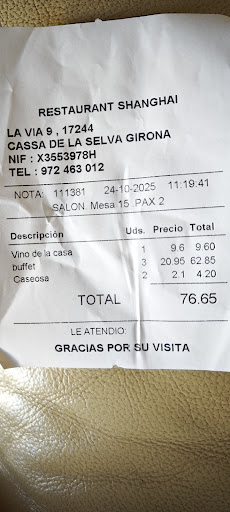 RESTAURANT SHANGHAI
LA VIA 9 , 17244
CASSA DE LA SELVA GIRONA
NIF : X3553978H
TEL : 972 463 012
NOTA: 111381 24-10-2025 11:19:41
SALON Mesa 15 ,PAX 2
Descripción Uds. Precio Total
Vino de la casa 1 9.6 9.60
buffet 3 20.95 62.85
Caseosa 2 2.1 4.20
TOTAL 76.65
LE ATENDIO:
GRACIAS POR SU VISITA